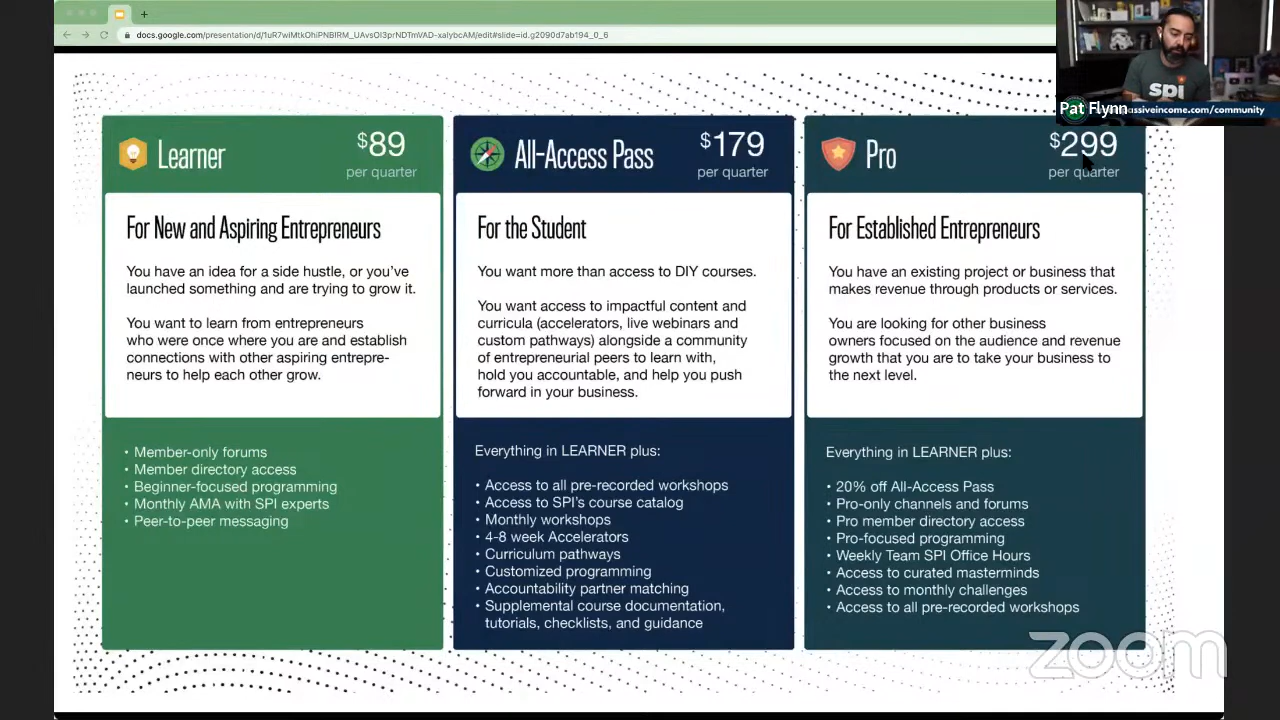 docs.google.com/presentation/d/1uR7wiMtkOhiPNBIRM_UAvsOl3prNDTmVAD-xalybcAM/edit#slide=id.g2090d7ab194_0_6
spi
Pat Flynn
assiveincome.com/community
Learner
$89
per quarter
For New and Aspiring Entrepreneurs
You have an idea for a side hustle, or you've
launched something and are trying to grow it.
You want to learn from entrepreneurs
who were once where you are and establish
connections with other aspiring entrepre-
neurs to help each other grow.
• Member-only forums
• Member directory access
• Beginner-focused programming
• Monthly AMA with SPI experts
• Peer-to-peer messaging
All-Access Pass
$179
per quarter
For the Student
You want more than access to DIY courses.
You want access to impactful content and
curricula (accelerators, live webinars and
custom pathways) alongside a community
of entrepreneurial peers to learn with,
hold you accountable, and help you push
forward in your business.
Everything in LEARNER plus:
• Access to all pre-recorded workshops
• Access to SPI's course catalog
• Monthly workshops
• 4-8 week Accelerators
• Curriculum pathways
• Customized programming
• Accountability partner matching
• Supplemental course documentation,
tutorials, checklists, and guidance
Pro
$299
per quarter
For Established Entrepreneurs
You have an existing project or business that
makes revenue through products or services.
You are looking for other business
owners focused on the audience and revenue
growth that you are to take your business to
the next level.
Everything in LEARNER plus:
• 20% off All-Access Pass
• Pro-only channels and forums
• Pro member directory access
• Pro-focused programming
• Weekly Team SPI Office Hours
• Access to curated masterminds
• Access to monthly challenges
• Access to all pre-recorded workshops
zoom